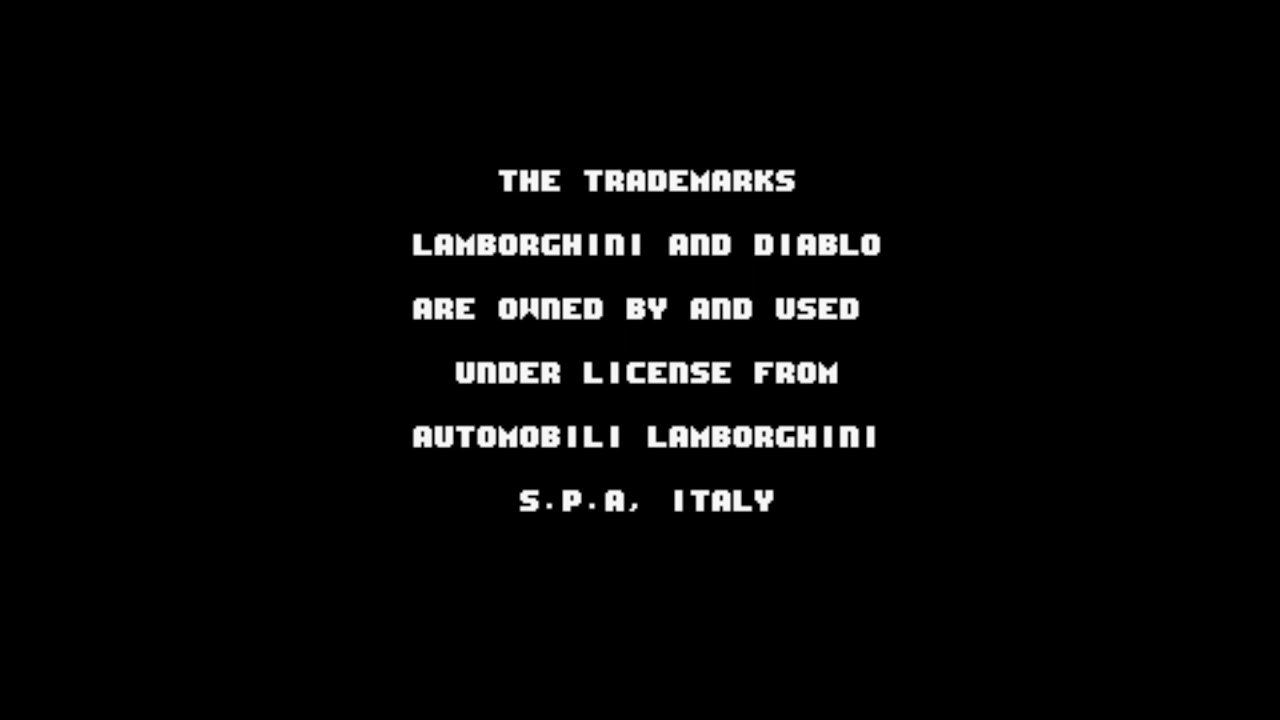 THE TRADEMARKS
LAMBORGHINI AND DIABLO
ARE OWNED BY AND USED
UNDER LICENSE FROM
AUTOMOBILI LAMBORGHINI
S.P.A, ITALY